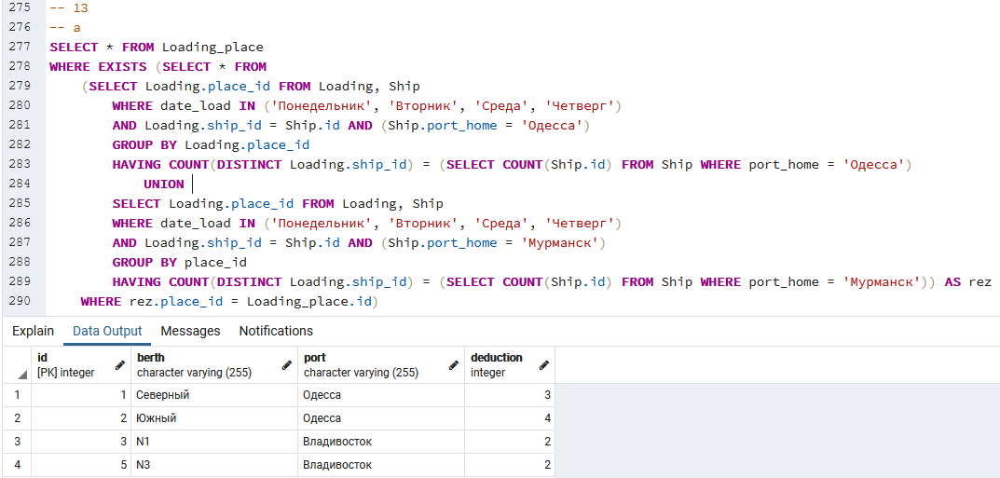 275 -- 13
276 -- a
277 SELECT * FROM Loading_place
278 WHERE EXISTS (SELECT * FROM
279 (SELECT Loading.place_id FROM Loading, Ship
280 WHERE date_load IN ('Понедельник', 'Вторник', 'Среда', 'Четверг')
281 AND Loading.ship_id = Ship.id AND (Ship.port_home = 'Одесса')
282 GROUP BY Loading.place_id
283 HAVING COUNT(DISTINCT Loading.ship_id) = (SELECT COUNT(Ship.id) FROM Ship WHERE port_home = 'Одесса')
284 UNION
285 SELECT Loading.place_id FROM Loading, Ship
286 WHERE date_load IN ('Понедельник', 'Вторник', 'Среда', 'Четверг')
287 AND Loading.ship_id = Ship.id AND (Ship.port_home = 'Мурманск')
288 GROUP BY place_id
289 HAVING COUNT(DISTINCT Loading.ship_id) = (SELECT COUNT(Ship.id) FROM Ship WHERE port_home = 'Мурманск')) AS rez
290 WHERE rez.place_id = Loading_place.id)
Explain Data Output Messages Notifications
id berth port deduction
[PK] integer character varying (255) character varying (255) integer
1 1 Северный Одесса 3
2 2 Южный Одесса 4
3 3 N1 Владивосток 2
4 5 N3 Владивосток 2